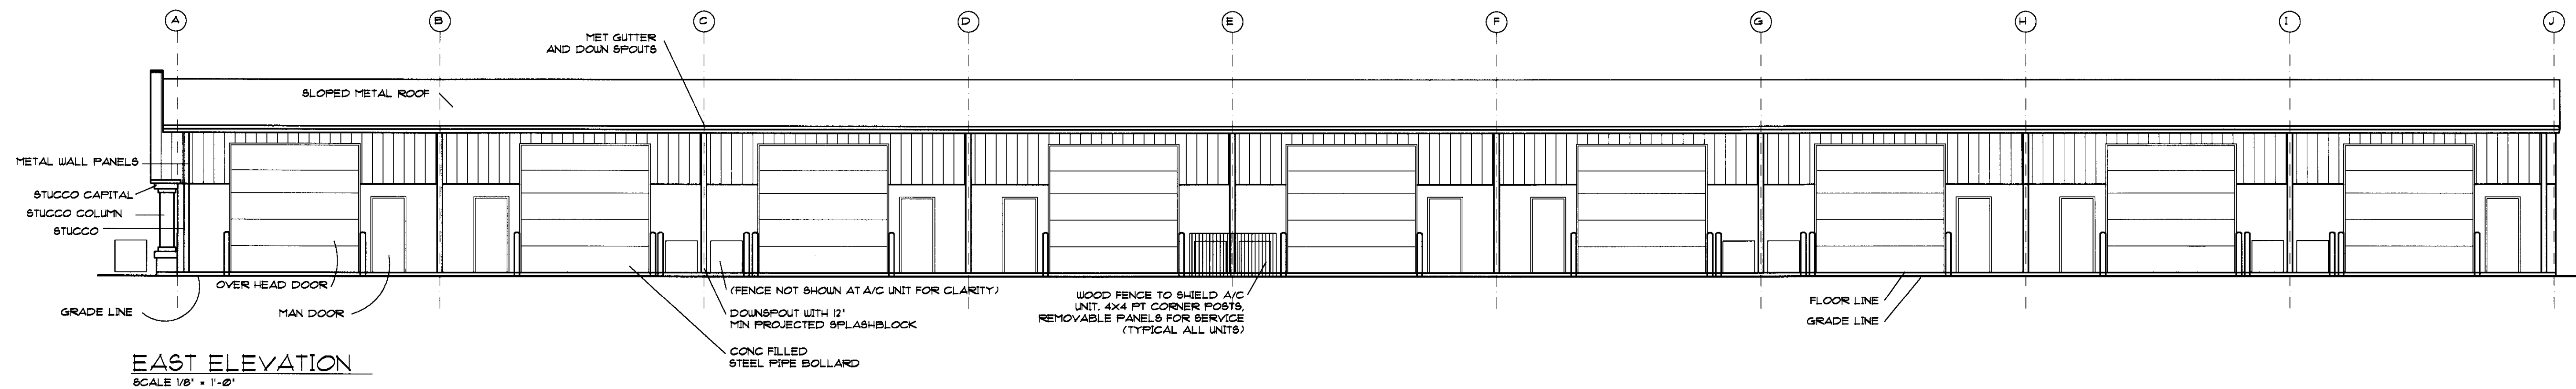 A B C D E F G H I J
MET GUTTER
AND DOWN SPOUTS
SLOPED METAL ROOF
METAL WALL PANELS
STUCCO CAPITAL
STUCCO COLUMN
STUCCO
OVER HEAD DOOR
GRADE LINE
MAN DOOR
(FENCE NOT SHOWN AT A/C UNIT FOR CLARITY)
DOWNSPOUT WITH 12"
MIN PROJECTED SPLASHBLOCK
CONC FILLED
STEEL PIPE BOLLARD
WOOD FENCE TO SHIELD A/C
UNIT. 4X4 PT CORNER POSTS,
REMOVABLE PANELS FOR SERVICE
(TYPICAL ALL UNITS)
FLOOR LINE
GRADE LINE
EAST ELEVATION
SCALE 1/8" = 1'-0"